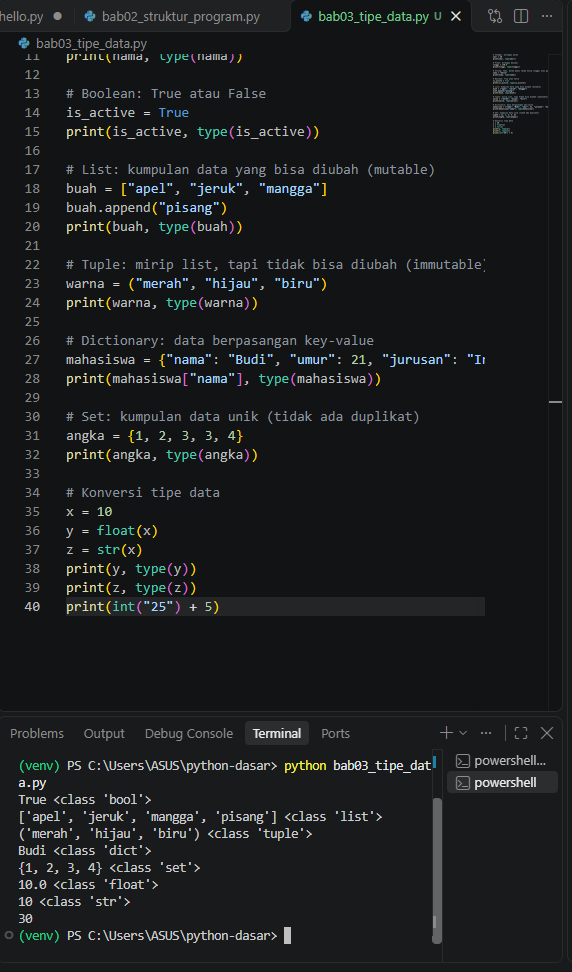 hello.py bab02_struktur_program.py bab03_tipe_data.py U
bab03_tipe_data.py
11 print(nama, type(nama))
12
13 # Boolean: True atau False
14 is_active = True
15 print(is_active, type(is_active))
16
17 # List: kumpulan data yang bisa diubah (mutable)
18 buah = ["apel", "jeruk", "mangga"]
19 buah.append("pisang")
20 print(buah, type(buah))
21
22 # Tuple: mirip list, tapi tidak bisa diubah (immutable)
23 warna = ("merah", "hijau", "biru")
24 print(warna, type(warna))
25
26 # Dictionary: data berpasangan key-value
27 mahasiswa = {"nama": "Budi", "umur": 21, "jurusan": "In
28 print(mahasiswa["nama"], type(mahasiswa))
29
30 # Set: kumpulan data unik (tidak ada duplikat)
31 angka = {1, 2, 3, 3, 4}
32 print(angka, type(angka))
33
34 # Konversi tipe data
35 x = 10
36 y = float(x)
37 z = str(x)
38 print(y, type(y))
39 print(z, type(z))
40 print(int("25") + 5)
Problems Output Debug Console Terminal Ports
(venv) PS C:\Users\ASUS\python-dasar> python bab03_tipe_dat
a.py
True <class 'bool'>
['apel', 'jeruk', 'mangga', 'pisang'] <class 'list'>
('merah', 'hijau', 'biru') <class 'tuple'>
Budi <class 'dict'>
{1, 2, 3, 4} <class 'set'>
10.0 <class 'float'>
10 <class 'str'>
30
(venv) PS C:\Users\ASUS\python-dasar>
powershell...
powershell